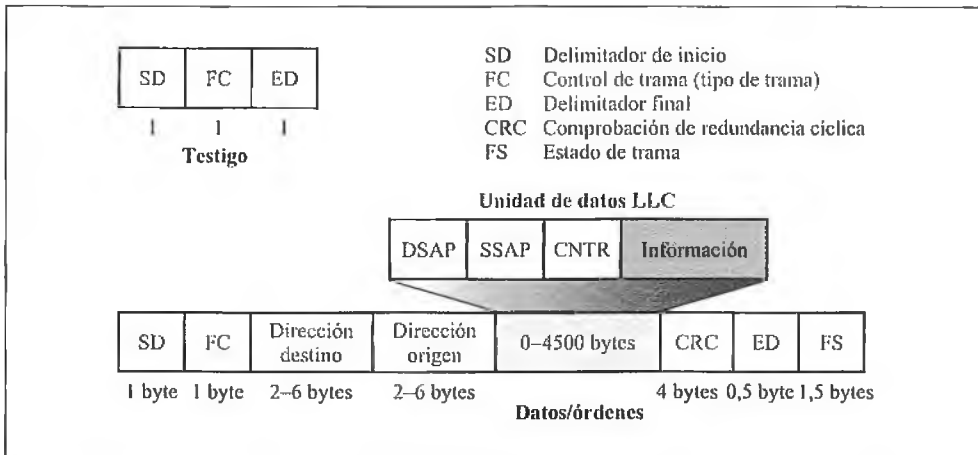 SD FC ED
1 1 1
Testigo
SD Delimitador de inicio
FC Control de trama (tipo de trama)
ED Delimitador final
CRC Comprobación de redundancia cíclica
FS Estado de trama
Unidad de datos LLC
DSAP SSAP CNTR Información
SD FC Dirección destino Dirección origen 0–4500 bytes CRC ED FS
1 byte 1 byte 2–6 bytes 2–6 bytes 4 bytes 0,5 byte 1,5 bytes
Datos/órdenes